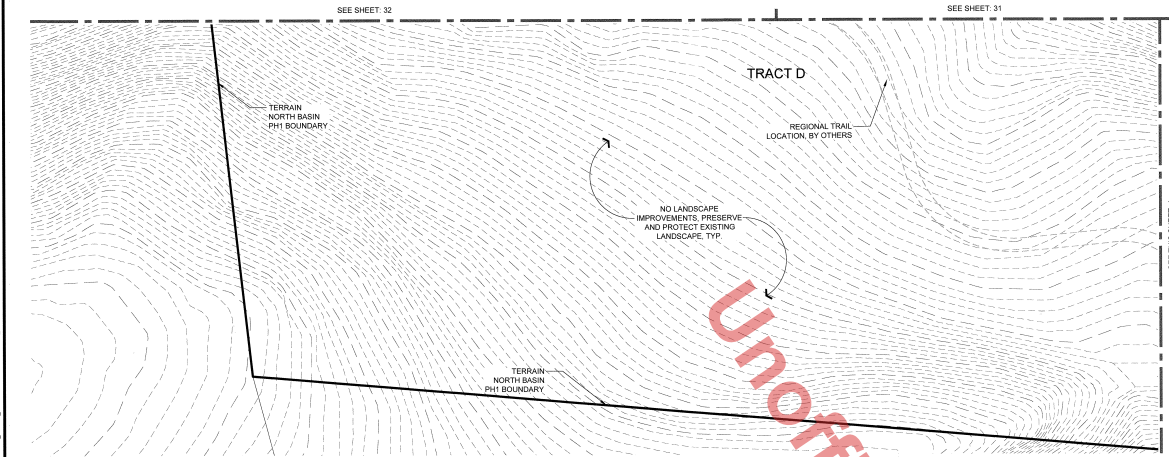 SEE SHEET: 32
SEE SHEET: 31
TRACT D
TERRAIN
NORTH BASIN
PH1 BOUNDARY
REGIONAL TRAIL
LOCATION, BY OTHERS
NO LANDSCAPE
IMPROVEMENTS, PRESERVE
AND PROTECT EXISTING
LANDSCAPE, TYP.
TERRAIN
NORTH BASIN
PH1 BOUNDARY
Unoff